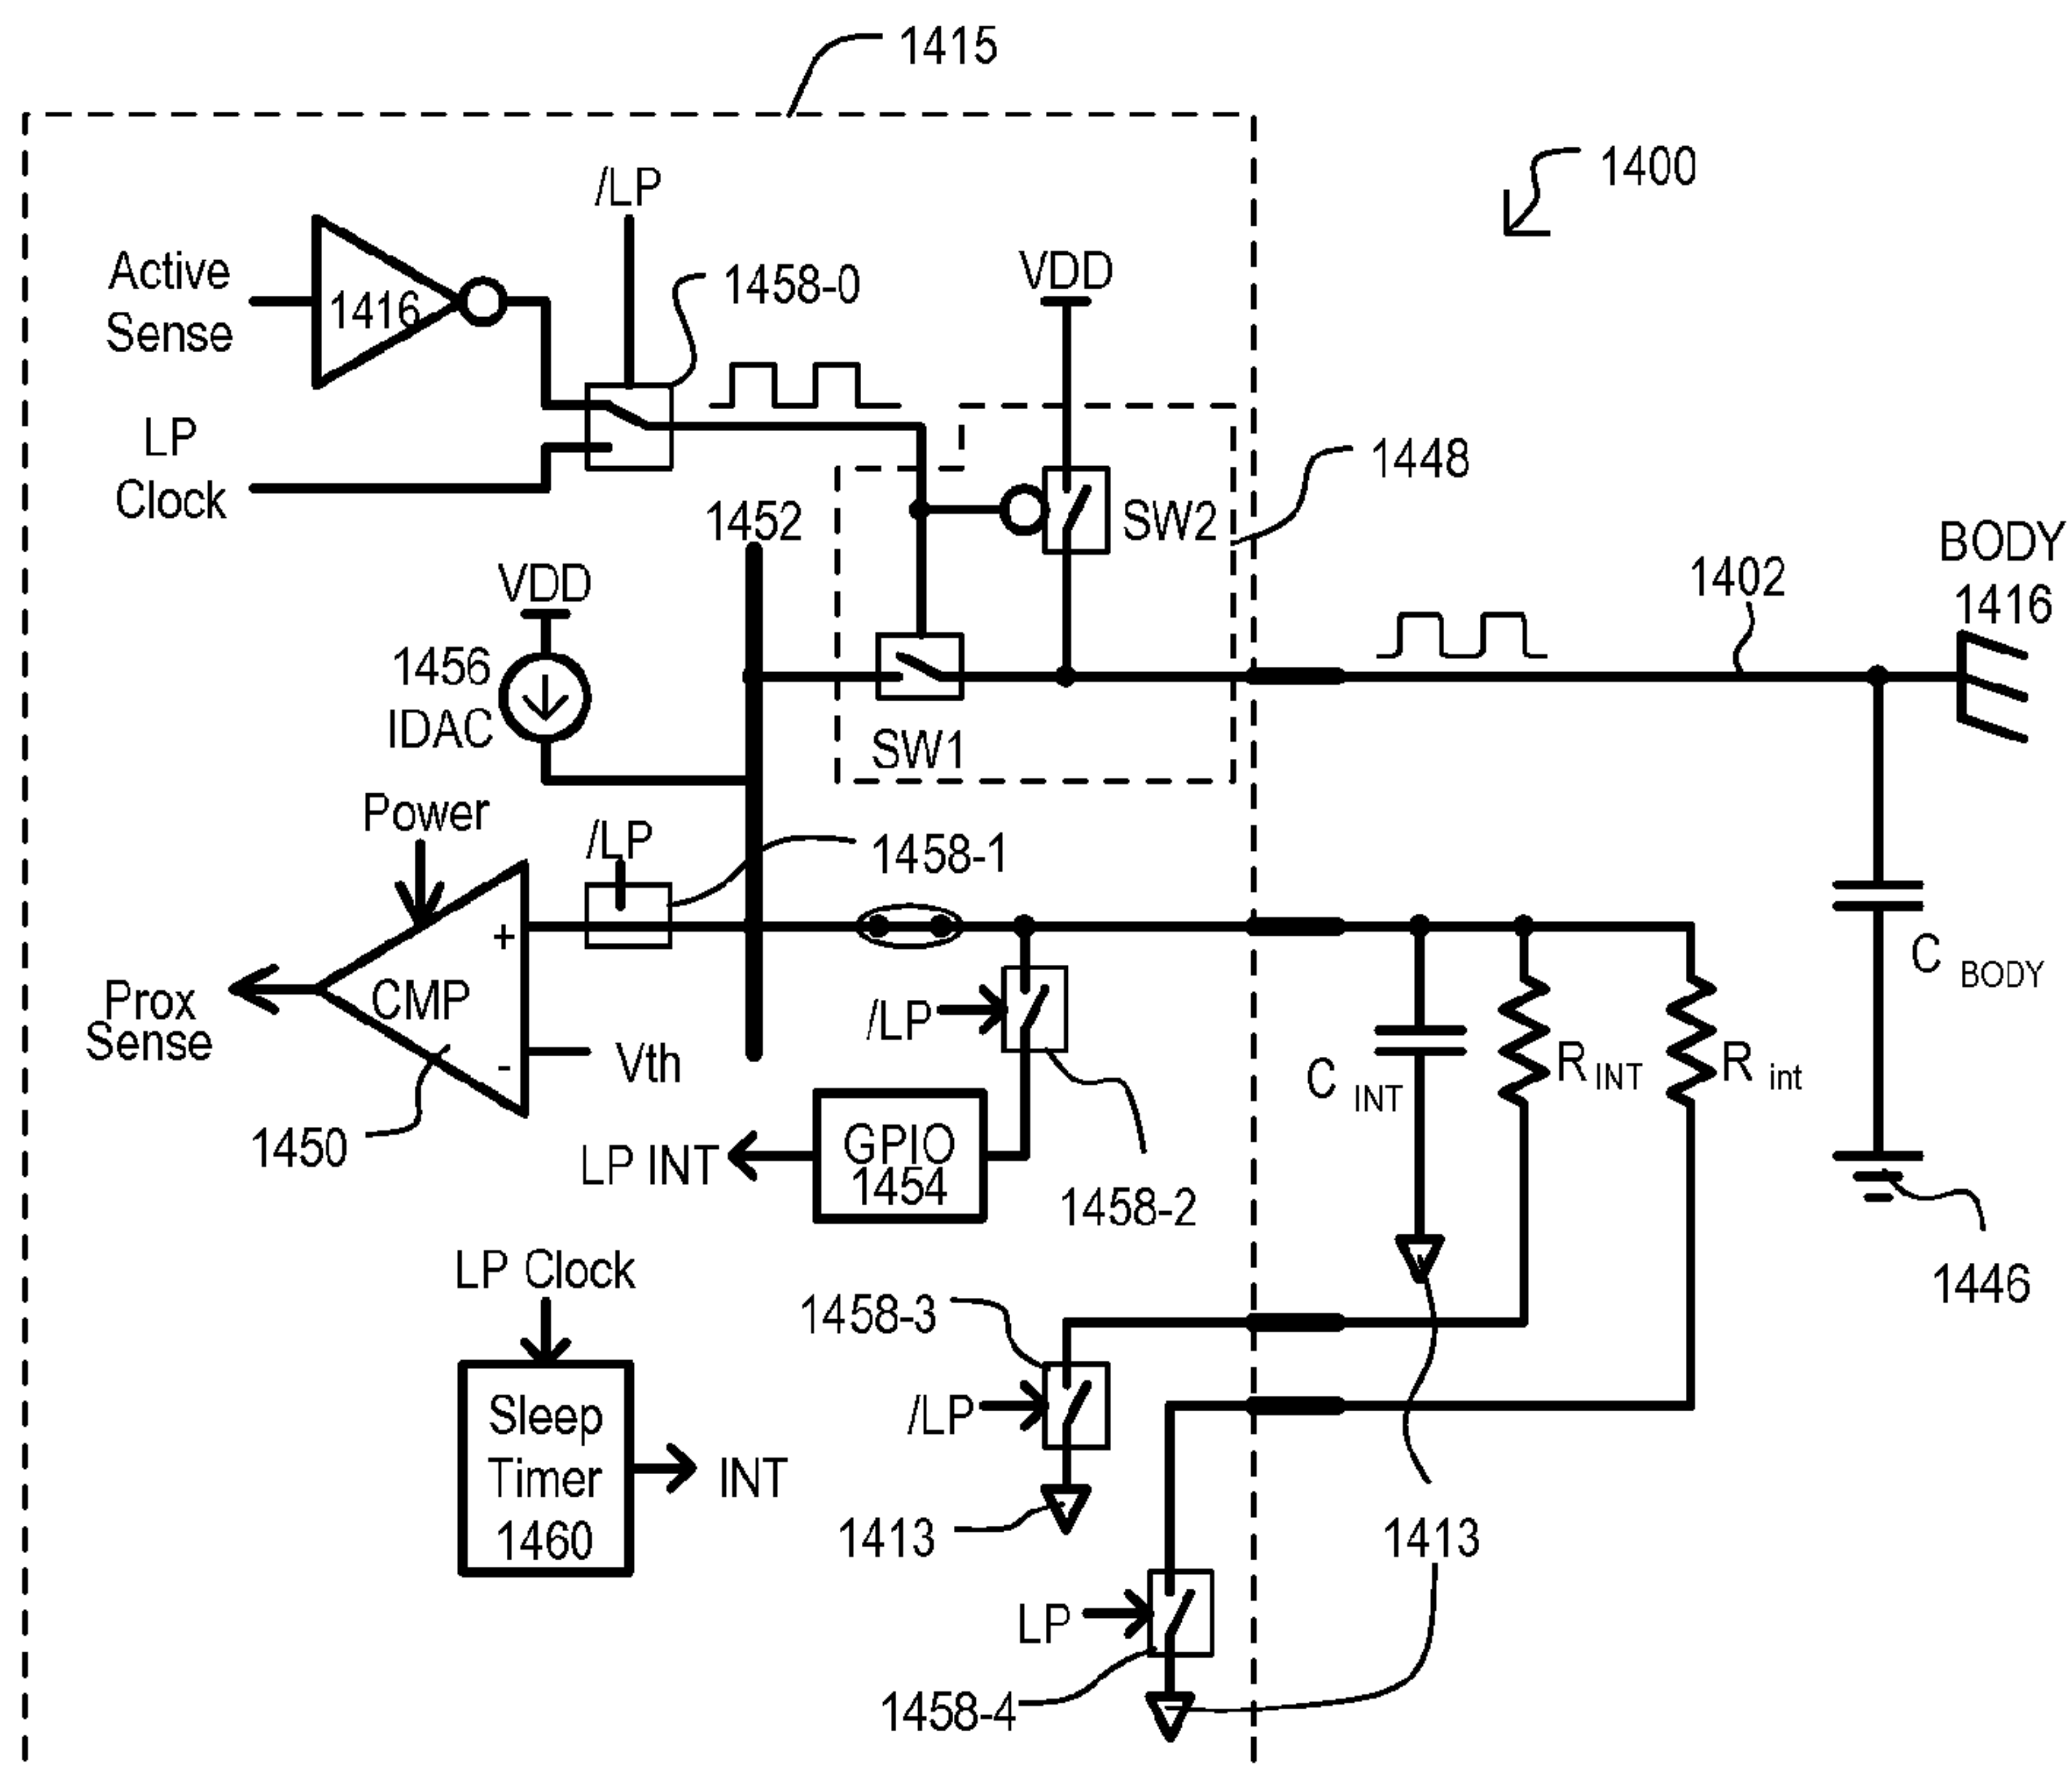 1415
1400
/LP
Active
Sense
1416
1458-0
VDD
LP
Clock
1448
1452
SW2
BODY
1416
1402
VDD
1456
IDAC
SW1
Power
/LP
1458-1
+
CMP
Prox
Sense
-
Vth
/LP
C BODY
C INT
R INT
R int
1450
LP INT
GPIO
1454
1458-2
LP Clock
1458-3
1446
Sleep
Timer
1460
INT
/LP
1413
1413
LP
1458-4